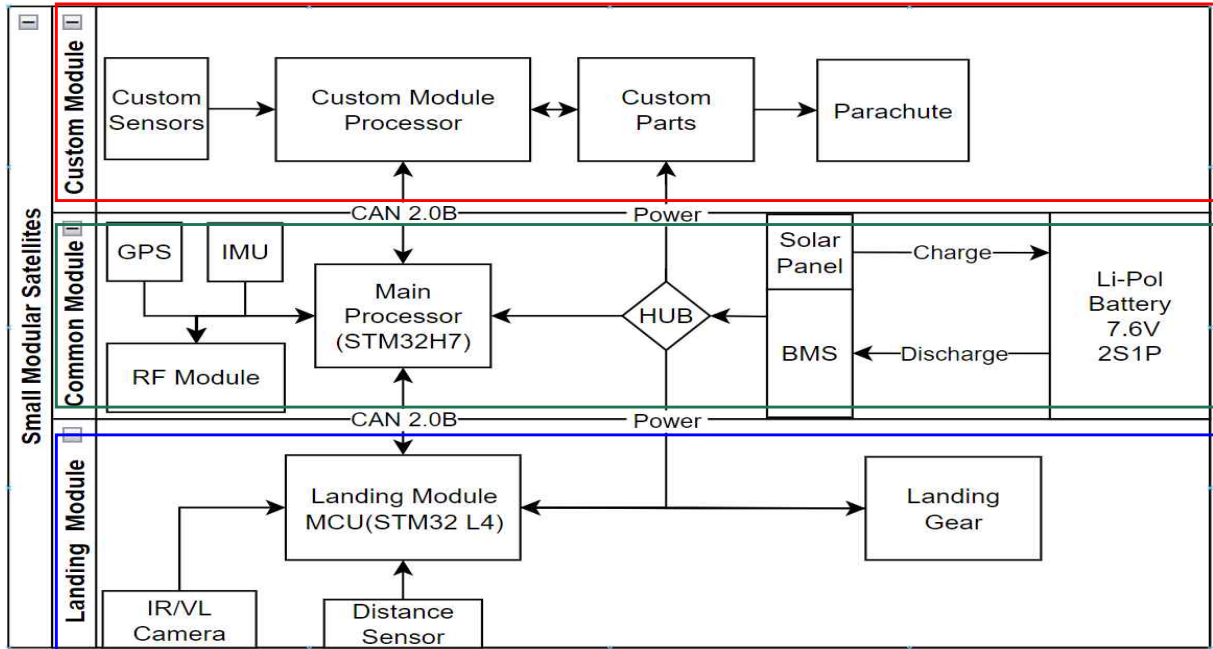 Small Modular Satellites
Custom Module
Custom
Sensors
Custom Module
Processor
Custom
Parts
Parachute
CAN 2.0B
Power
Common Module
GPS
IMU
Main
Processor
(STM32H7)
RF Module
HUB
Solar
Panel
BMS
Charge
Discharge
Li-Pol
Battery
7.6V
2S1P
CAN 2.0B
Power
Landing Module
Landing Module
MCU(STM32 L4)
Landing
Gear
IR/VL
Camera
Distance
Sensor